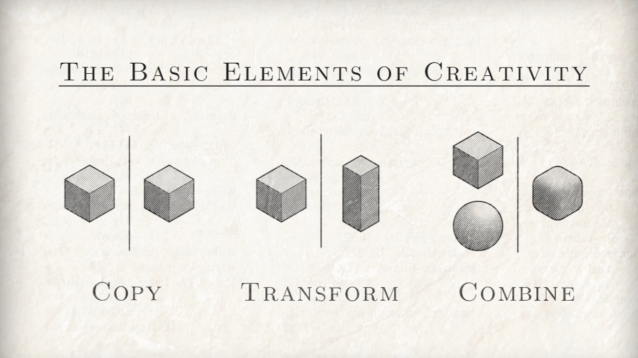 The Basic Elements of Creativity
Copy
Transform
Combine